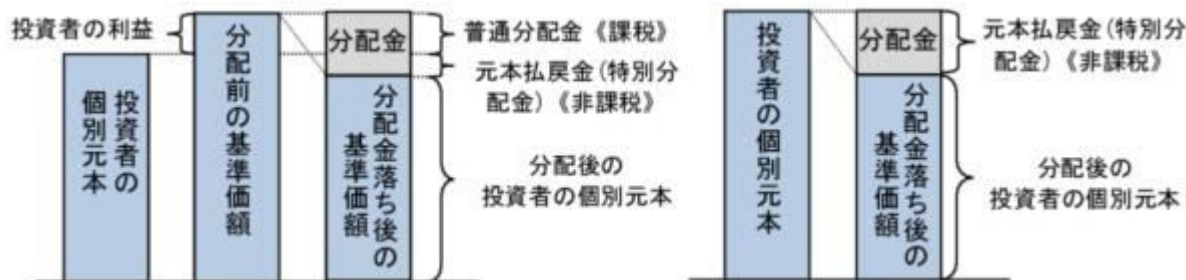 投資者の利益
投資者の
個別元本
分配前の基準価額
分配金
分配金落ち後の
基準価額
普通分配金《課税》
元本払戻金(特別分
配金)《非課税》
分配後の
投資者の個別元本
投資者の個別元本
分配金
分配金落ち後の
基準価額
元本払戻金(特別分
配金)《非課税》
分配後の
投資者の個別元本